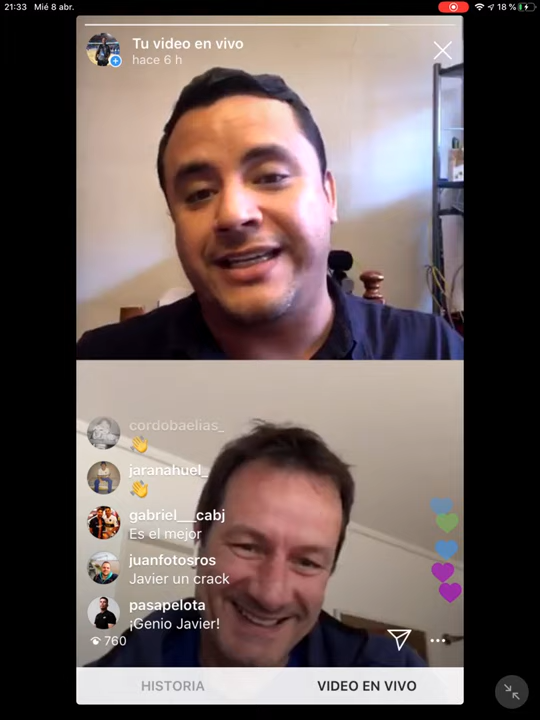 21:33 Mié 8 abr.
18 %
Tu video en vivo
hace 6 h
cordobaelias_
👏
jaranahuel_
👏
gabriel___cabj
Es el mejor
juanfotosros
Javier un crack
pasapelota
¡Genio Javier!
760
HISTORIA
VIDEO EN VIVO